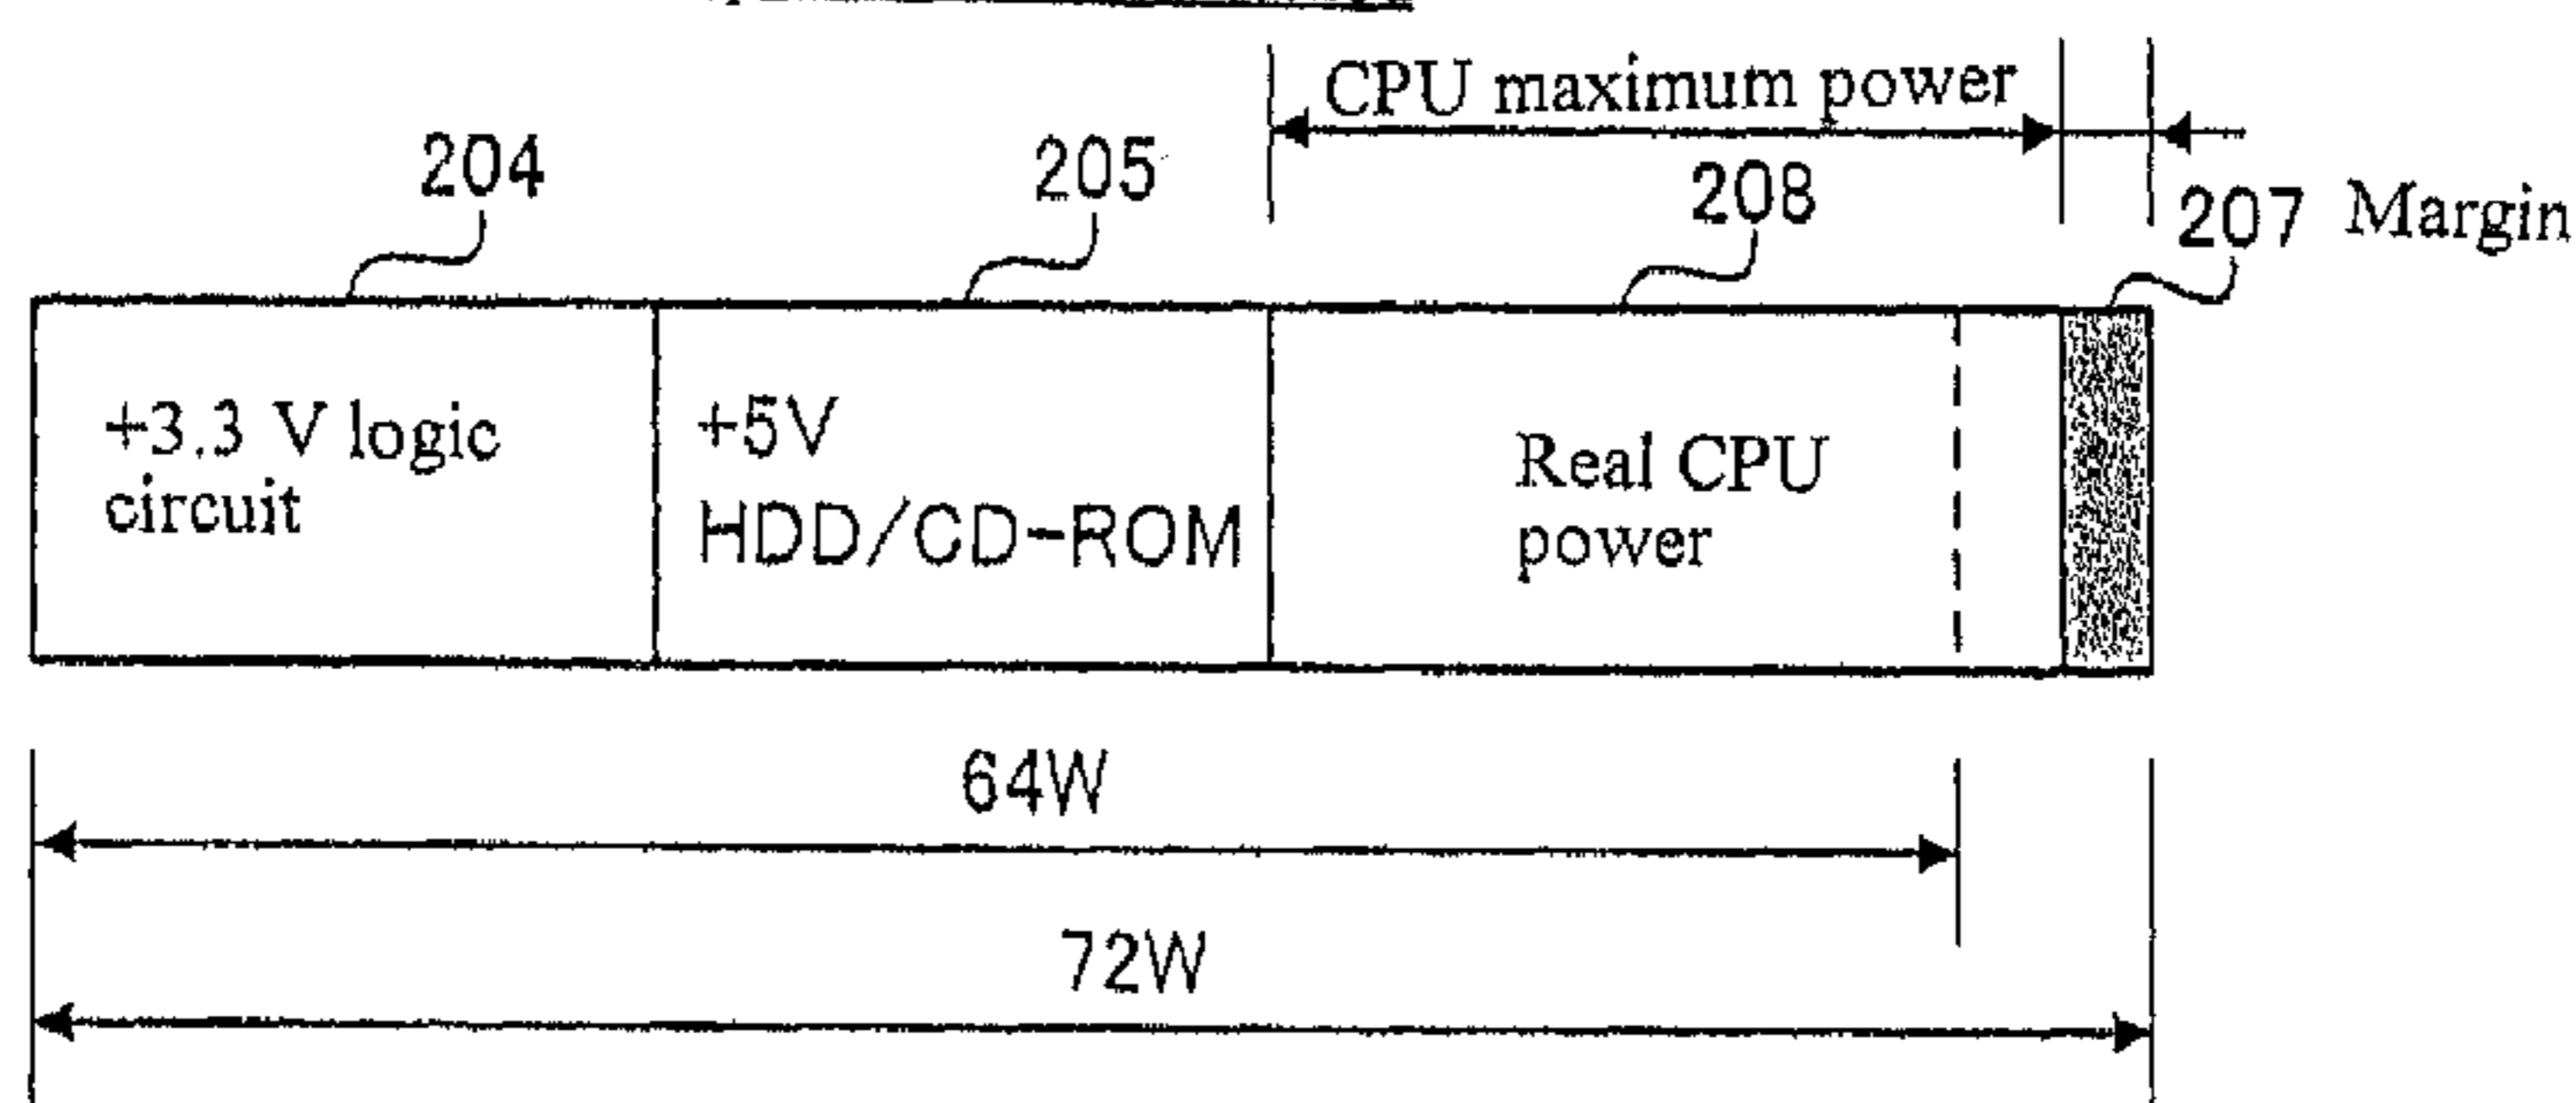 CPU maximum power
204
205
208
207 Margin
+3.3 V logic
circuit
+5V
HDD/CD-ROM
Real CPU
power
64W
72W